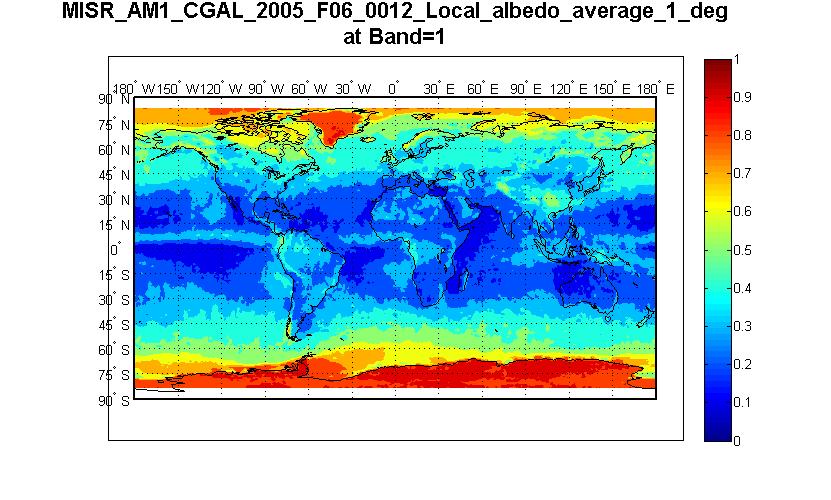 MISR_AM1_CGAL_2005_F06_0012_Local_albedo_average_1_deg
at Band=1
180° W150° W120° W 90° W 60° W 30° W 0° 30° E 60° E 90° E 120° E 150° E 180° E
90° N
75° N
60° N
45° N
30° N
15° N
0°
15° S
30° S
45° S
60° S
75° S
90° S
1
0.9
0.8
0.7
0.6
0.5
0.4
0.3
0.2
0.1
0